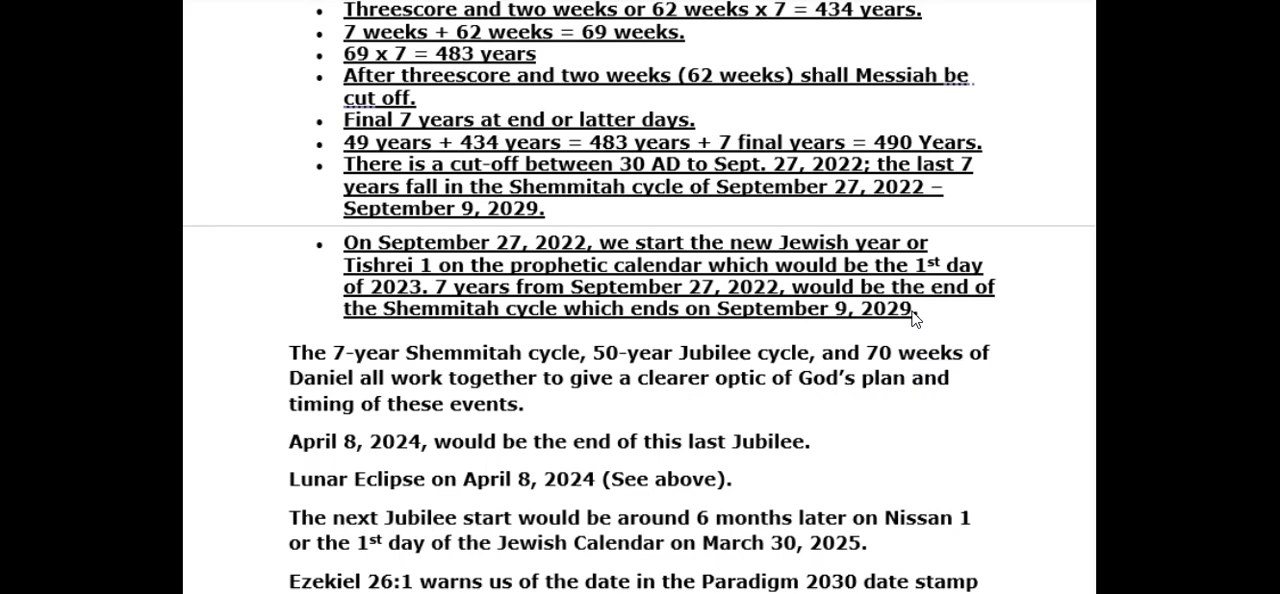 • Threescore and two weeks or 62 weeks x 7 = 434 years.
• 7 weeks + 62 weeks = 69 weeks.
• 69 x 7 = 483 years
• After threescore and two weeks (62 weeks) shall Messiah be
cut off.
• Final 7 years at end or latter days.
• 49 years + 434 years = 483 years + 7 final years = 490 Years.
• There is a cut-off between 30 AD to Sept. 27, 2022; the last 7
years fall in the Shemmitah cycle of September 27, 2022 –
September 9, 2029.
• On September 27, 2022, we start the new Jewish year or
Tishrei 1 on the prophetic calendar which would be the 1st day
of 2023. 7 years from September 27, 2022, would be the end of
the Shemmitah cycle which ends on September 9, 2029.
The 7-year Shemmitah cycle, 50-year Jubilee cycle, and 70 weeks of
Daniel all work together to give a clearer optic of God’s plan and
timing of these events.
April 8, 2024, would be the end of this last Jubilee.
Lunar Eclipse on April 8, 2024 (See above).
The next Jubilee start would be around 6 months later on Nissan 1
or the 1st day of the Jewish Calendar on March 30, 2025.
Ezekiel 26:1 warns us of the date in the Paradigm 2030 date stamp